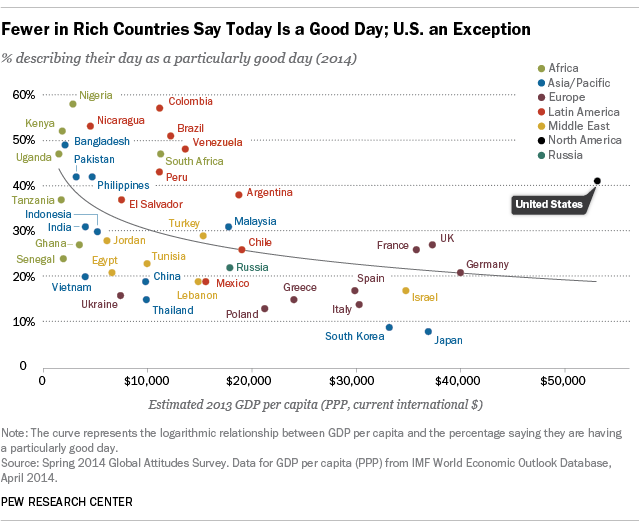 Fewer in Rich Countries Say Today Is a Good Day; U.S. an Exception
% describing their day as a particularly good day (2014)
Africa
Asia/Pacific
Europe
Latin America
Middle East
North America
Russia
60%
50%
40%
30%
20%
10%
0
Nigeria
Colombia
Kenya
Nicaragua
Brazil
Bangladesh
Venezuela
Uganda
Pakistan
South Africa
Philippines
Peru
Tanzania
El Salvador
Argentina
United States
Indonesia
India
Turkey
Malaysia
Ghana
Jordan
Chile
France
UK
Senegal
Egypt
Tunisia
Russia
Germany
Vietnam
China
Mexico
Greece
Spain
Ukraine
Lebanon
Israel
Thailand
Poland
Italy
South Korea
Japan
0
$10,000
$20,000
$30,000
$40,000
$50,000
Estimated 2013 GDP per capita (PPP, current international $)
Note: The curve represents the logarithmic relationship between GDP per capita and the percentage saying they are having
a particularly good day.
Source: Spring 2014 Global Attitudes Survey. Data for GDP per capita (PPP) from IMF World Economic Outlook Database,
April 2014.
PEW RESEARCH CENTER